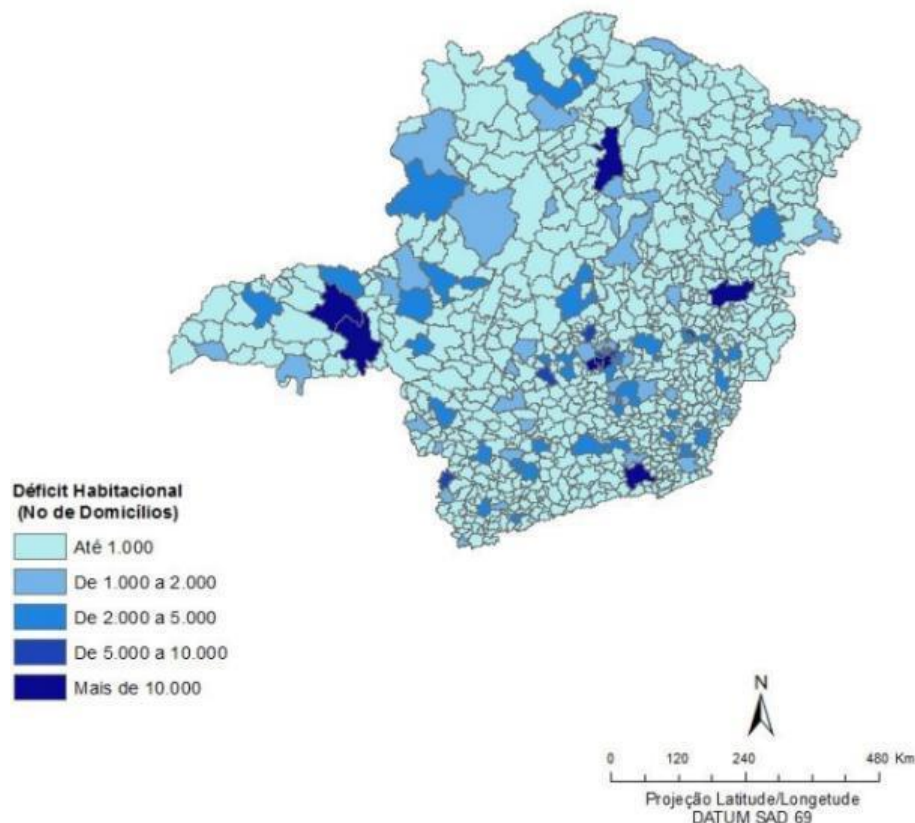 Déficit Habitacional
(No de Domicílios)
Até 1.000
De 1.000 a 2.000
De 2.000 a 5.000
De 5.000 a 10.000
Mais de 10.000
N
0 120 240 480 Km
Projeção Latitude/Longetude
DATUM SAD 69